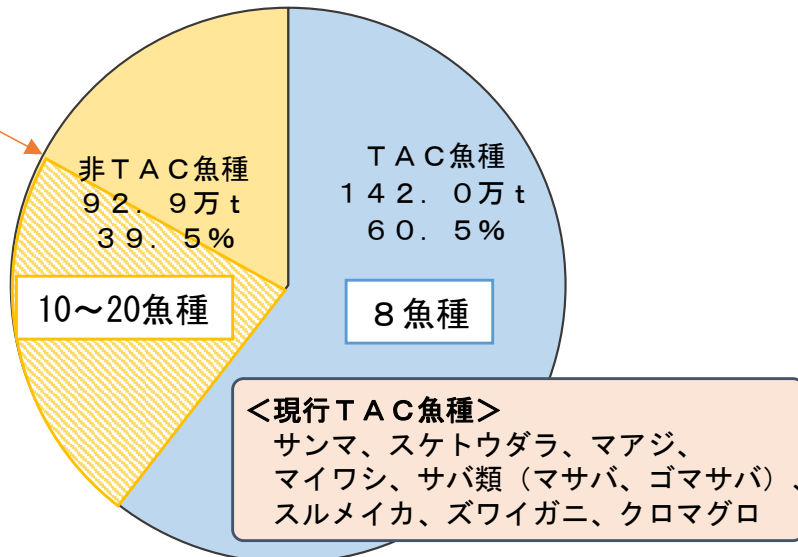 非ＴＡＣ魚種
９２．９万ｔ
３９．５％
10～20魚種
ＴＡＣ魚種
１４２．０万ｔ
６０．５％
８魚種
＜現行ＴＡＣ魚種＞
サンマ、スケトウダラ、マアジ、
マイワシ、サバ類（マサバ、ゴマサバ）、
スルメイカ、ズワイガニ、クロマグロ